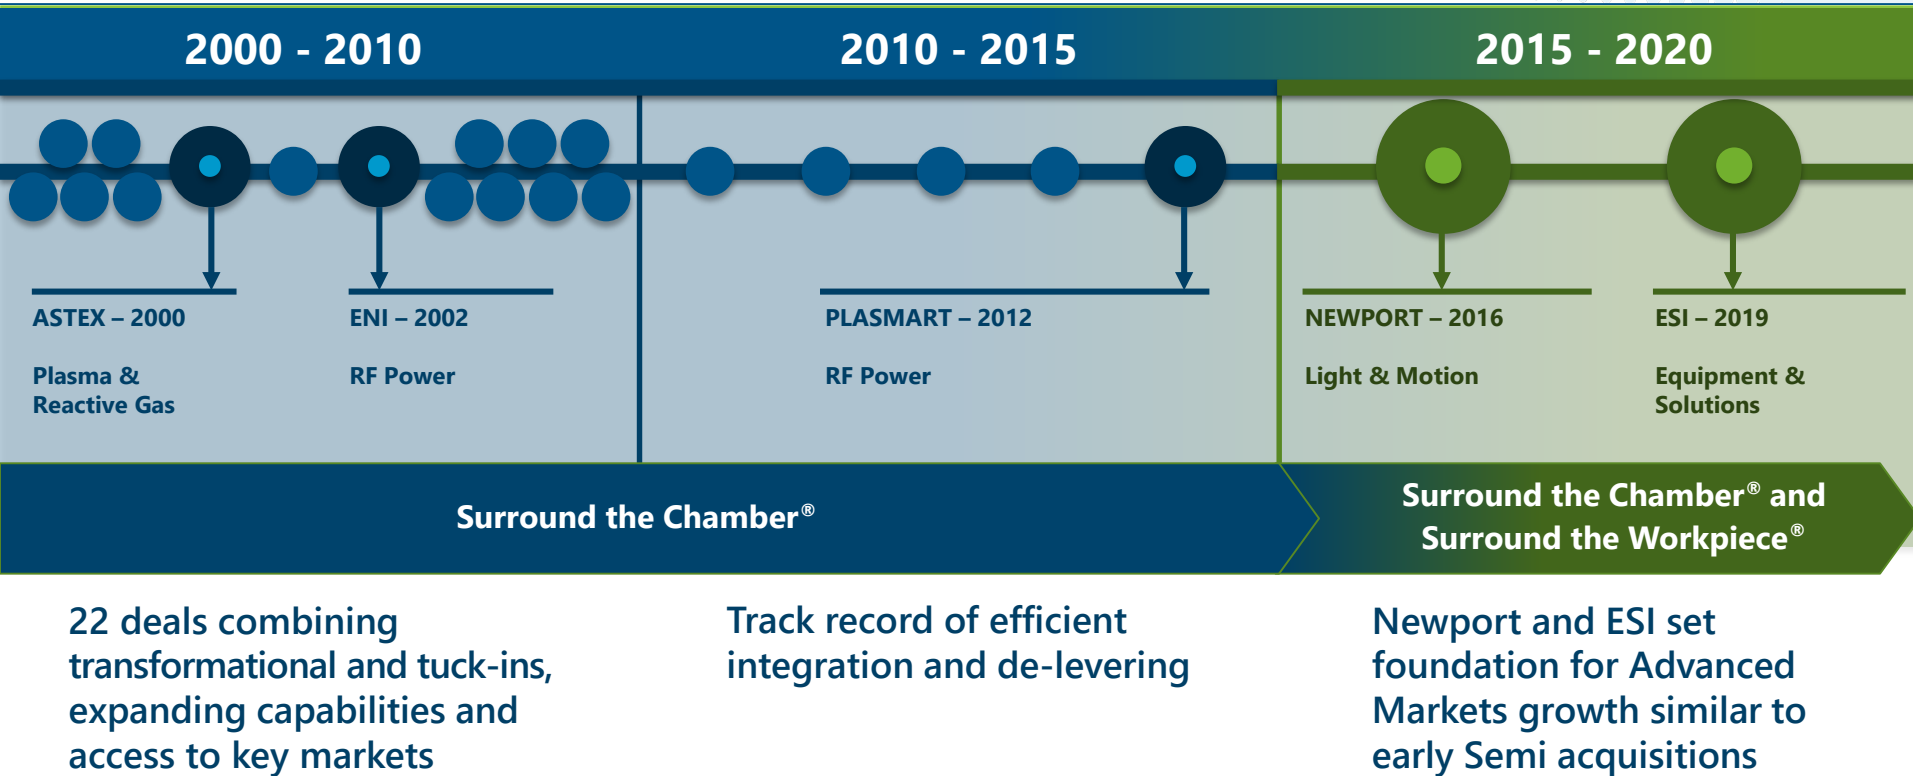 2000 - 2010
2010 - 2015
2015 - 2020
ASTEX – 2000
Plasma &
Reactive Gas
ENI – 2002
RF Power
PLASMART – 2012
RF Power
NEWPORT – 2016
Light & Motion
ESI – 2019
Equipment &
Solutions
Surround the Chamber®
Surround the Chamber® and
Surround the Workpiece®
22 deals combining
transformational and tuck-ins,
expanding capabilities and
access to key markets
Track record of efficient
integration and de-levering
Newport and ESI set
foundation for Advanced
Markets growth similar to
early Semi acquisitions